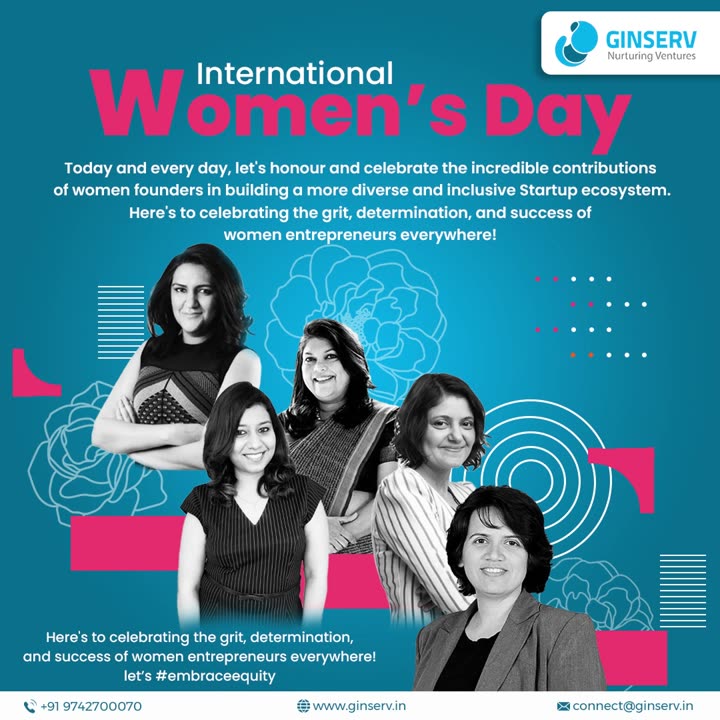 GINSERV
Nurturing Ventures
International
Women's Day
Today and every day, let's honour and celebrate the incredible contributions
of women founders in building a more diverse and inclusive Startup ecosystem.
Here's to celebrating the grit, determination, and success of
women entrepreneurs everywhere!
Here's to celebrating the grit, determination,
and success of women entrepreneurs everywhere!
let's #embraceequity
+91 9742700070
www.ginserv.in
connect@ginserv.in